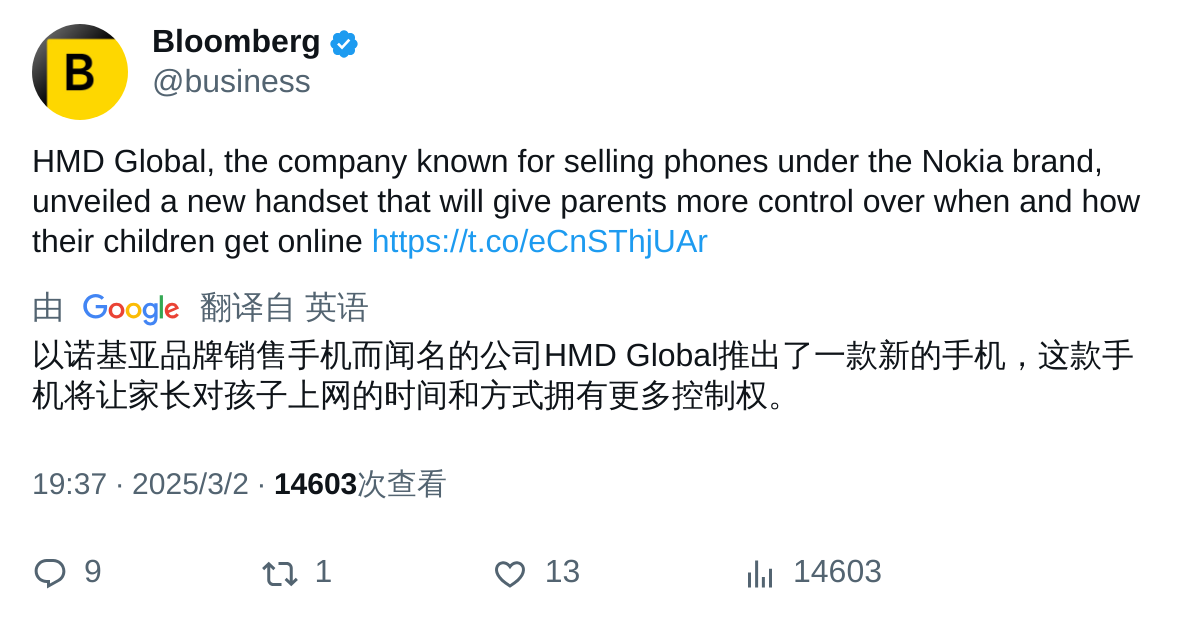 B
Bloomberg
@business
HMD Global, the company known for selling phones under the Nokia brand,
unveiled a new handset that will give parents more control over when and how
their children get online https://t.co/eCnSThjUAr
由 Google 翻译自 英语
以诺基亚品牌销售手机而闻名的公司HMD Global推出了一款新的手机，这款手
机将让家长对孩子上网的时间和方式拥有更多控制权。
19:37 · 2025/3/2 · 14603次查看
9 1 13 14603